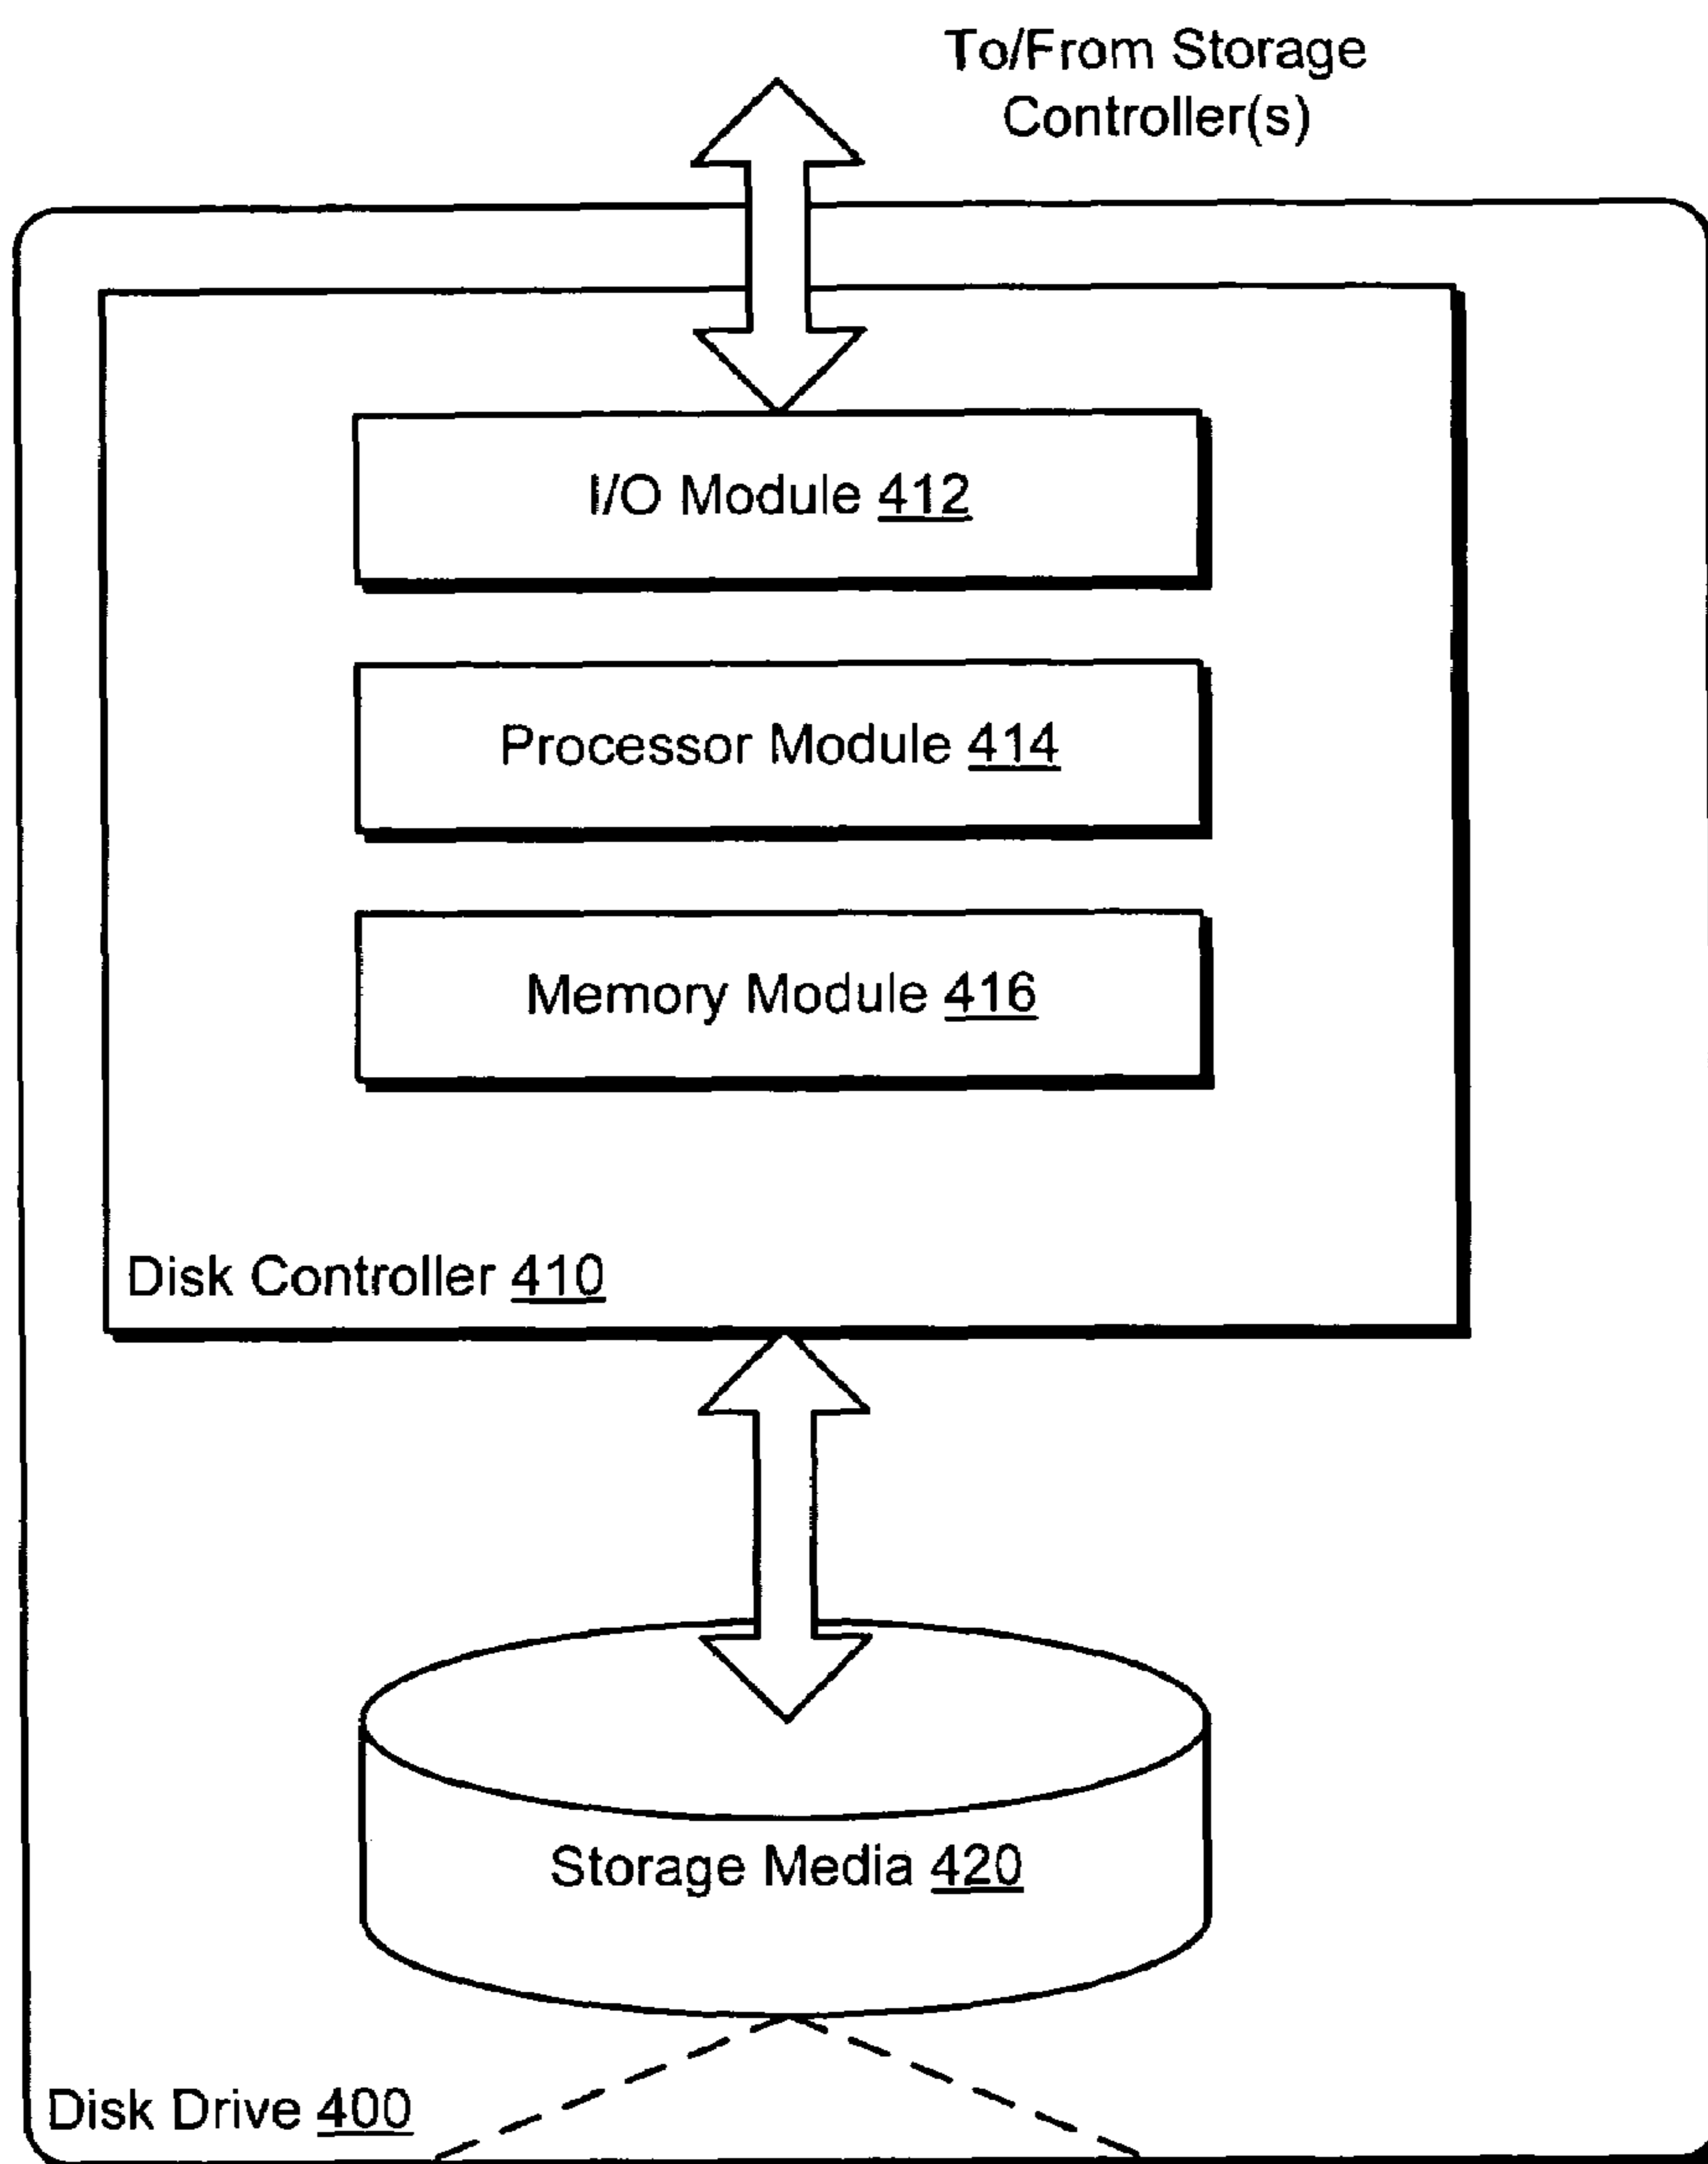 To/From Storage
Controller(s)
I/O Module 412
Processor Module 414
Memory Module 416
Disk Controller 410
Storage Media 420
Disk Drive 400